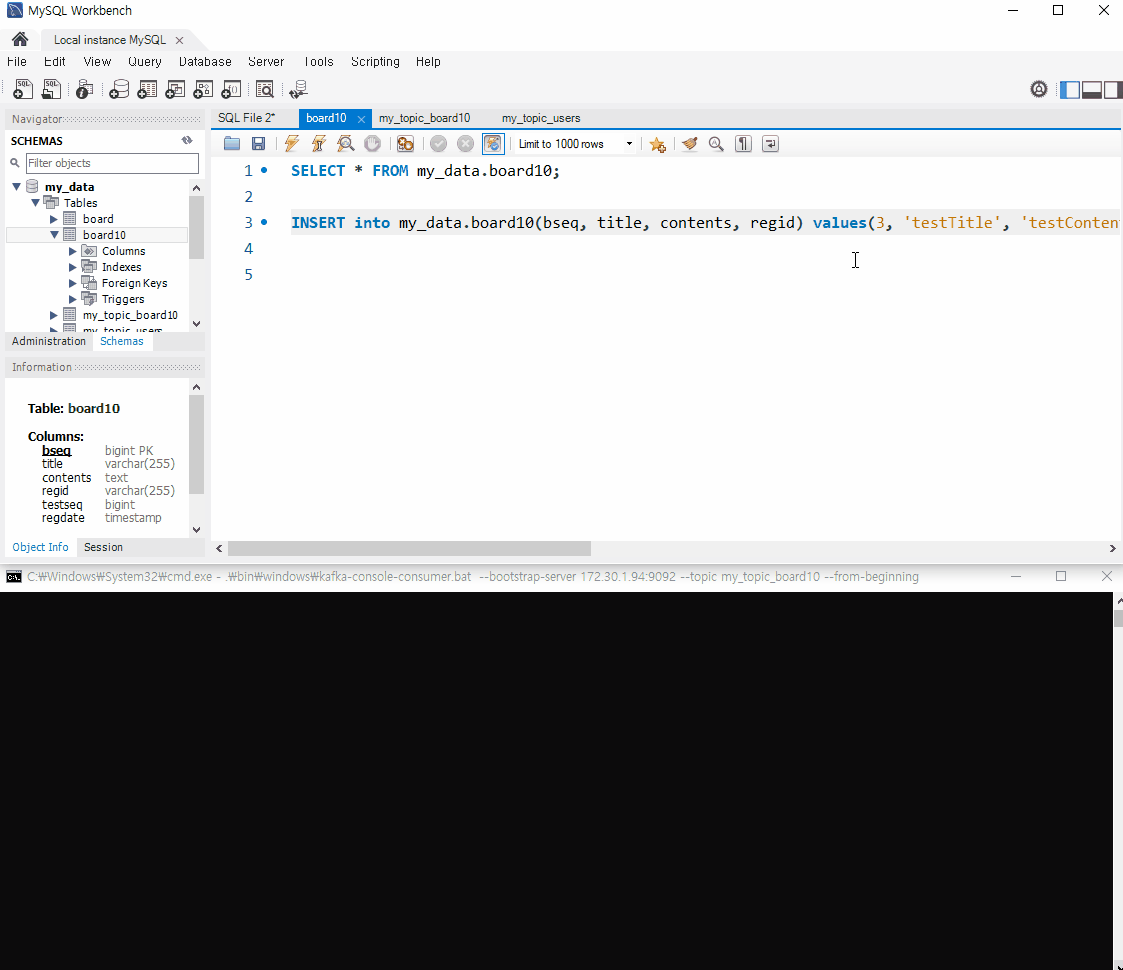 MySQL Workbench
Local instance MySQL
File Edit View Query Database Server Tools Scripting Help
Navigator
SCHEMAS
Filter objects
my_data
Tables
board
board10
Columns
Indexes
Foreign Keys
Triggers
my_topic_board10
my_topic_users
Administration Schemas
Information
Table: board10
Columns:
bseq bigint PK
title varchar(255)
contents text
regid varchar(255)
testseq bigint
regdate timestamp
Object Info Session
SQL File 2* board10 my_topic_board10 my_topic_users
Limit to 1000 rows
1 SELECT * FROM my_data.board10;
2
3 INSERT into my_data.board10(bseq, title, contents, regid) values(3, 'testTitle', 'testConten
4
5
C:₩Windows₩System32₩cmd.exe - .₩bin₩windows₩kafka-console-consumer.bat --bootstrap-server 172.30.1.94:9092 --topic my_topic_board10 --from-beginning